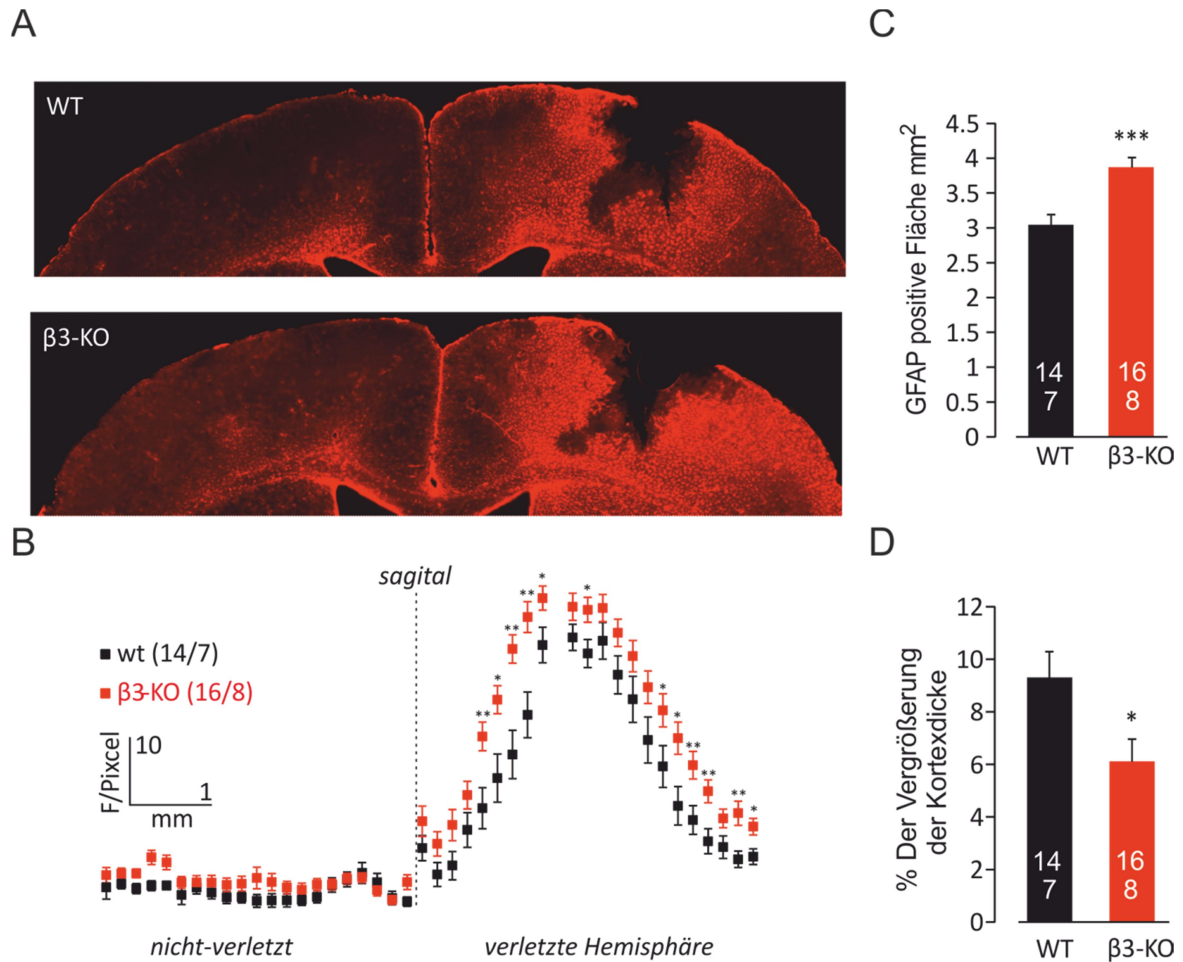 A
WT
β3-KO
B
sagital
wt (14/7)
β3-KO (16/8)
F/Pixcel
10
1
mm
** * ** ** * * * * ** ** ** *
nicht-verletzt
verletzte Hemisphäre
C
GFAP positive Fläche mm²
4.5
4
3.5
3
2.5
2
1.5
1
0.5
0
***
14
7
16
8
WT
β3-KO
D
% Der Vergrößerung
der Kortexdicke
12
10
8
6
4
2
0
*
14
7
16
8
WT
β3-KO